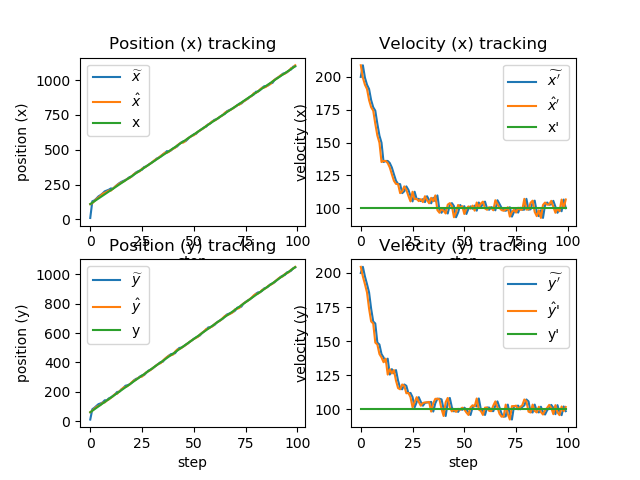 Position (x) tracking
1000
750
500
250
0
position (x)
x̃
x̂
x
0 25 50 75 100
step
Velocity (x) tracking
200
175
150
125
100
velocity (x)
x̃'
x̂'
x'
0 25 50 75 100
step
Position (y) tracking
1000
800
600
400
200
0
position (y)
ỹ
ŷ
y
0 25 50 75 100
step
Velocity (y) tracking
200
175
150
125
100
velocity (y)
ỹ'
ŷ'
y'
0 25 50 75 100
step